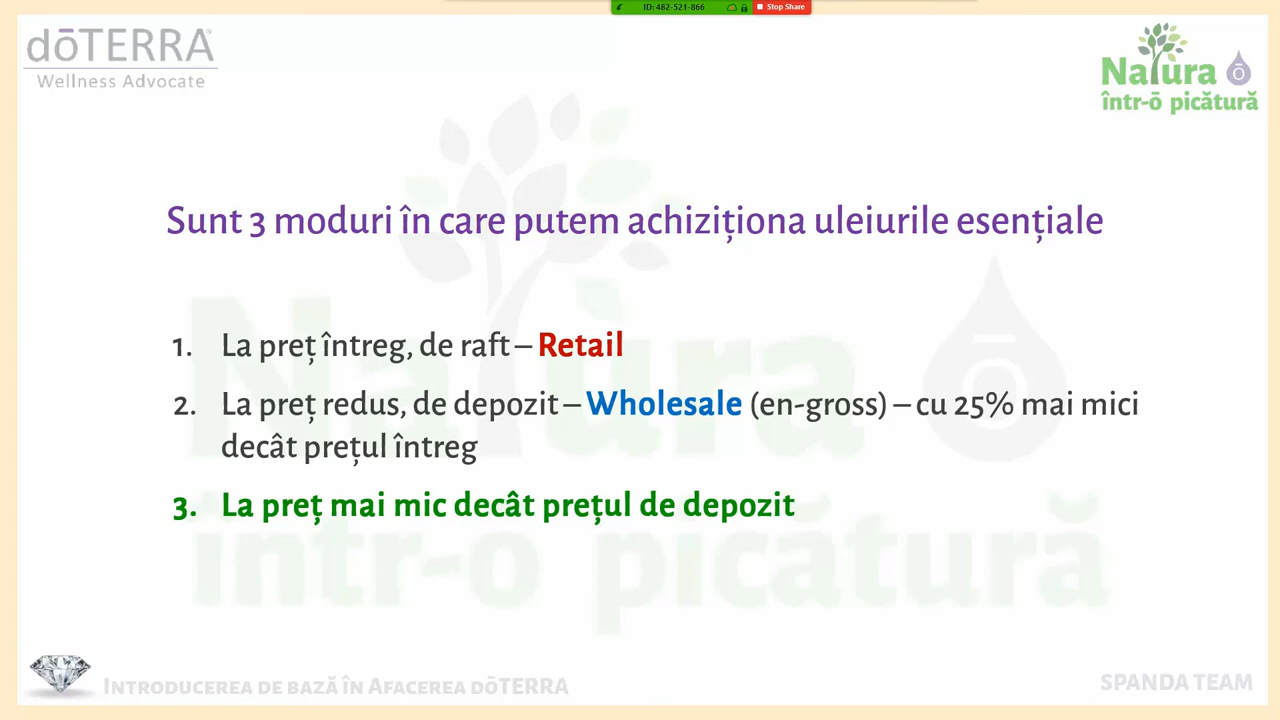 ID: 482-521-866 Stop Share
dōTERRA
Wellness Advocate
Natura ō
într-ō picătură
Sunt 3 moduri în care putem achiziționa uleiurile esențiale
1. La preț întreg, de raft – Retail
2. La preț redus, de depozit – Wholesale (en-gross) – cu 25% mai mici
decât prețul întreg
3. La preț mai mic decât prețul de depozit
Natura ō
într-o picătură
INTRODUCEREA DE BAZĂ ÎN AFACEREA DŌTERRA
SPANDA TEAM